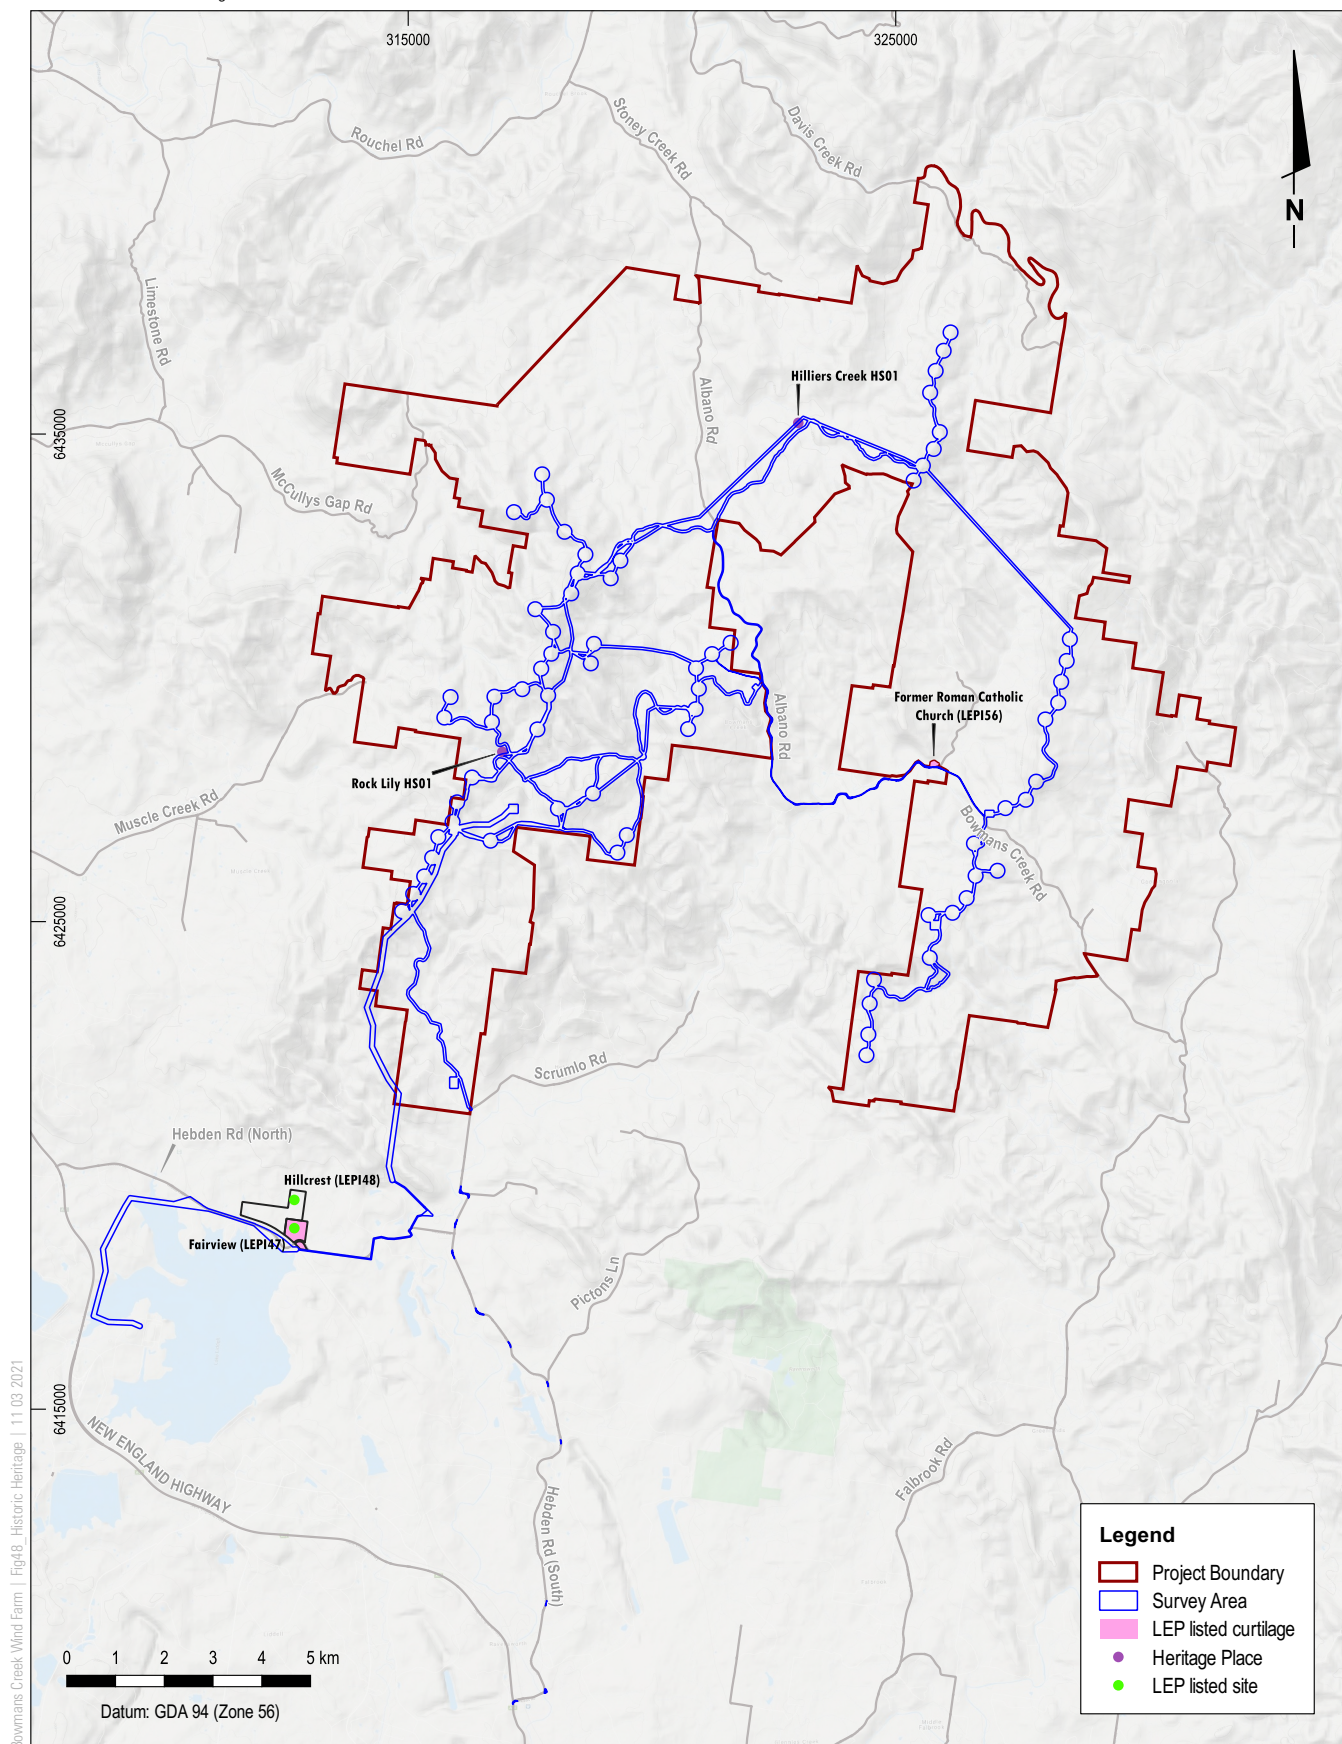 315000
325000
Rouchel Rd
Stoney Creek Rd
Davis Creek Rd
N
Limestone Rd
Hilliers Creek HS01
Albano Rd
6435000
McCullys Gap Rd
Former Roman Catholic
Church (LEPI56)
Albano Rd
Rock Lily HS01
Muscle Creek Rd
Bowmans Creek Rd
6425000
Scrumlo Rd
Hebden Rd (North)
Hillcrest (LEPI48)
Fairview (LEPI47)
Pictons Ln
6415000
NEW ENGLAND HIGHWAY
Falbrook Rd
Hebden Rd (South)
Legend
Project Boundary
Survey Area
LEP listed curtilage
Heritage Place
LEP listed site
0 1 2 3 4 5 km
Datum: GDA 94 (Zone 56)
Bowmans Creek Wind Farm | Fig48_Historic Heritage | 11 03 2021